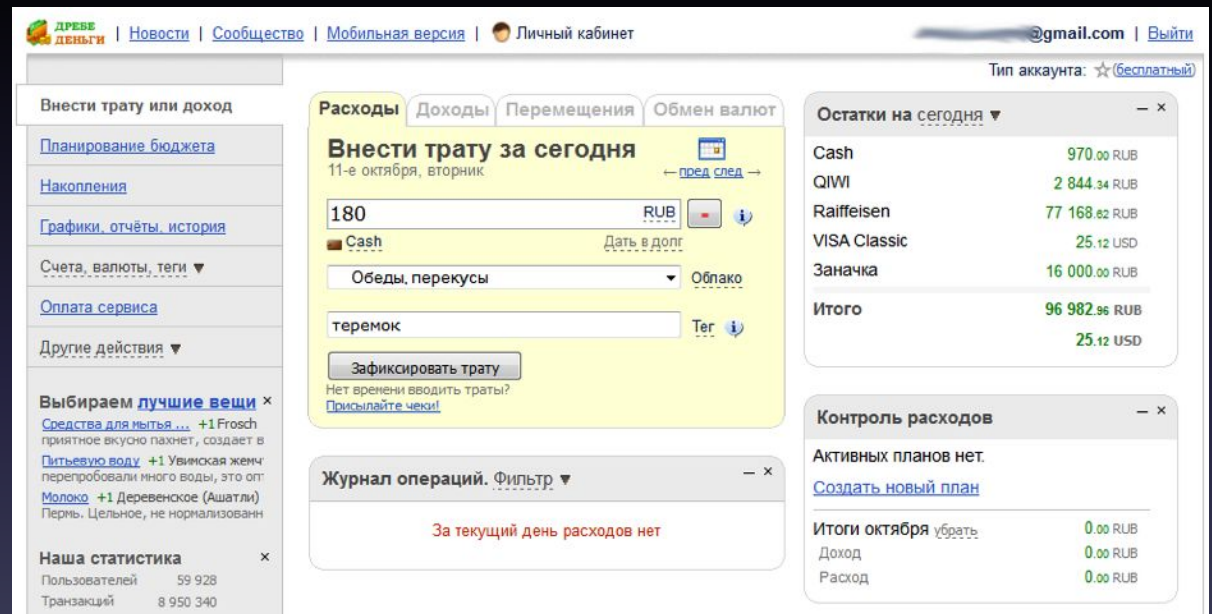 ДРЕБЕ
ДЕНЬГИ | Новости | Сообщество | Мобильная версия | Личный кабинет
@gmail.com | Выйти
Тип аккаунта: (бесплатный)
Внести трату или доход
Планирование бюджета
Накопления
Графики, отчёты, история
Счета, валюты, теги ▼
Оплата сервиса
Другие действия ▼
Выбираем лучшие вещи ×
Средства для мытья ... +1 Frosch
приятное вкусно пахнет, создает в
Питьевую воду +1 Увинская жемч
перепробовали много воды, это оп
Молоко +1 Деревенское (Ашатли)
Пермь. Цельное, не нормализованн
Наша статистика ×
Пользователей 59 928
Транзакций 8 950 340
Расходы Доходы Перемещения Обмен валют
Внести трату за сегодня
11-е октября, вторник ← пред след →
180 RUB -
Cash Дать в долг
Обеды, перекусы Облако
теремок Тег
Зафиксировать трату
Нет времени вводить траты?
Присылайте чеки!
Журнал операций. Фильтр ▼ – ×
За текущий день расходов нет
Остатки на сегодня ▼ – ×
Cash 970.00 RUB
QIWI 2 844.34 RUB
Raiffeisen 77 168.62 RUB
VISA Classic 25.12 USD
Заначка 16 000.00 RUB
Итого 96 982.96 RUB
25.12 USD
Контроль расходов – ×
Активных планов нет.
Создать новый план
Итоги октября убрать 0.00 RUB
Доход 0.00 RUB
Расход 0.00 RUB